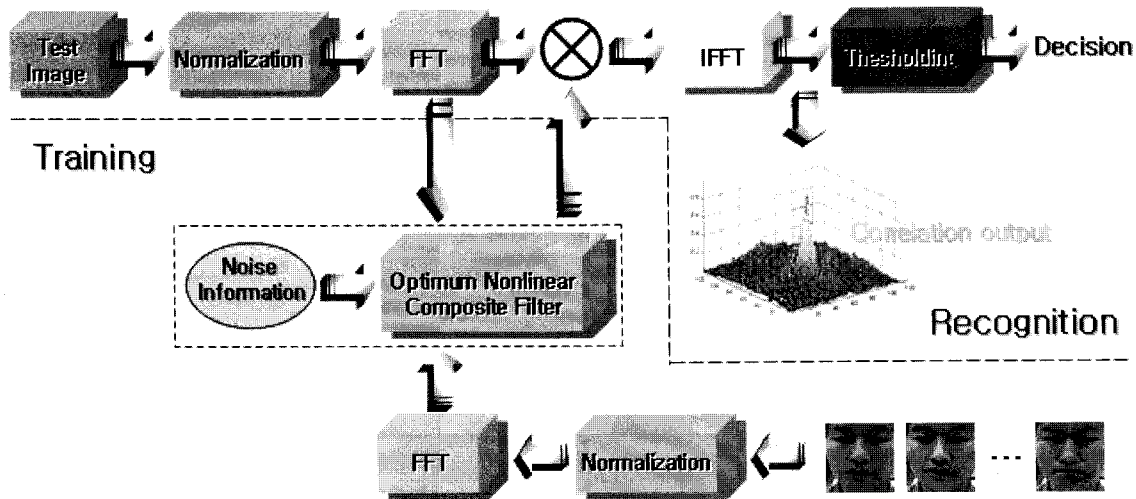 Test
Image
Normalization
FFT
IFFT
Thesholding
Decision
Training
Noise
Information
Optimum Nonlinear
Composite Filter
Correlation output
Recognition
FFT
Normalization
...